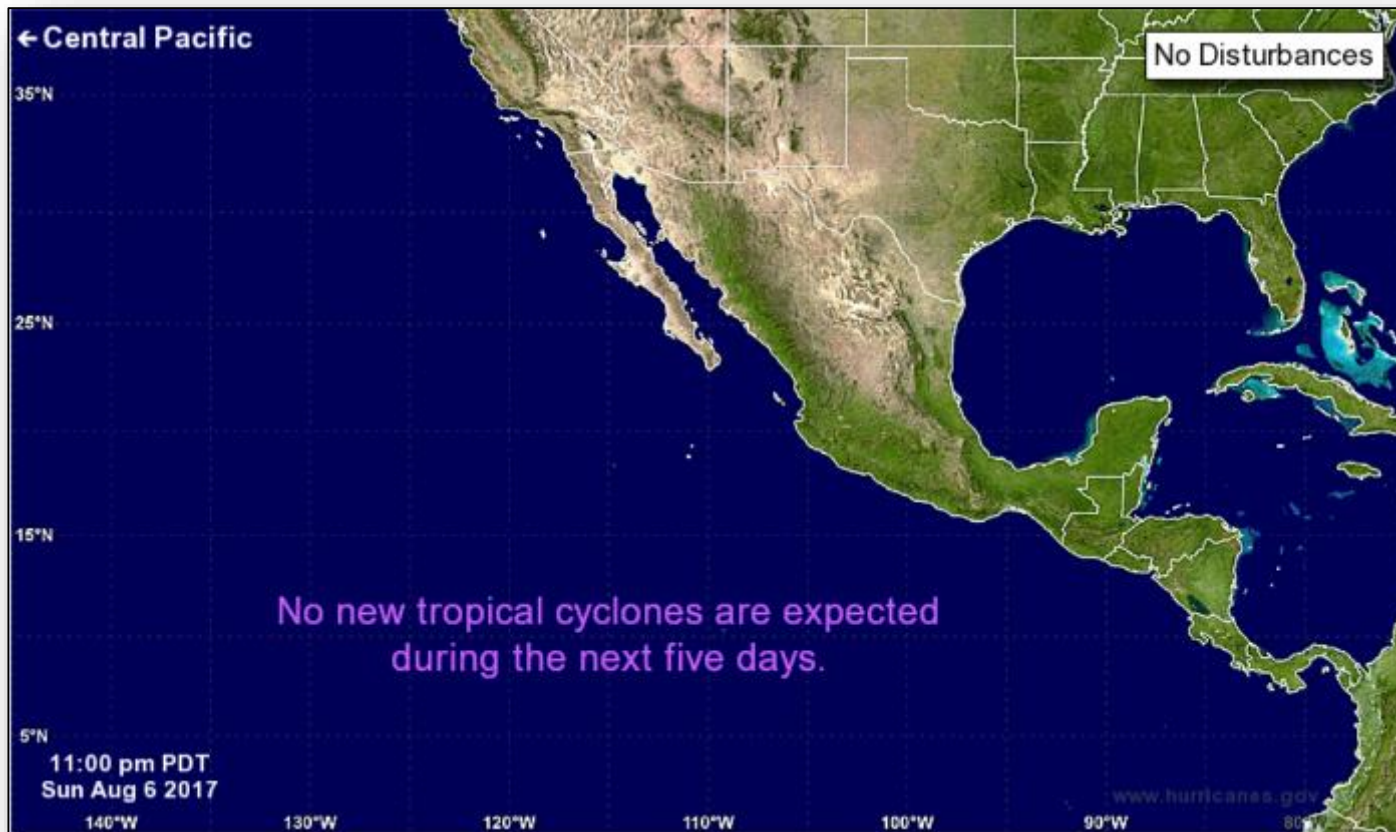 ←Central Pacific
No Disturbances
35°N
25°N
15°N
No new tropical cyclones are expected
during the next five days.
5°N
11:00 pm PDT
Sun Aug 6 2017
www.hurricanes.gov
140°W
130°W
120°W
110°W
100°W
90°W
80°W